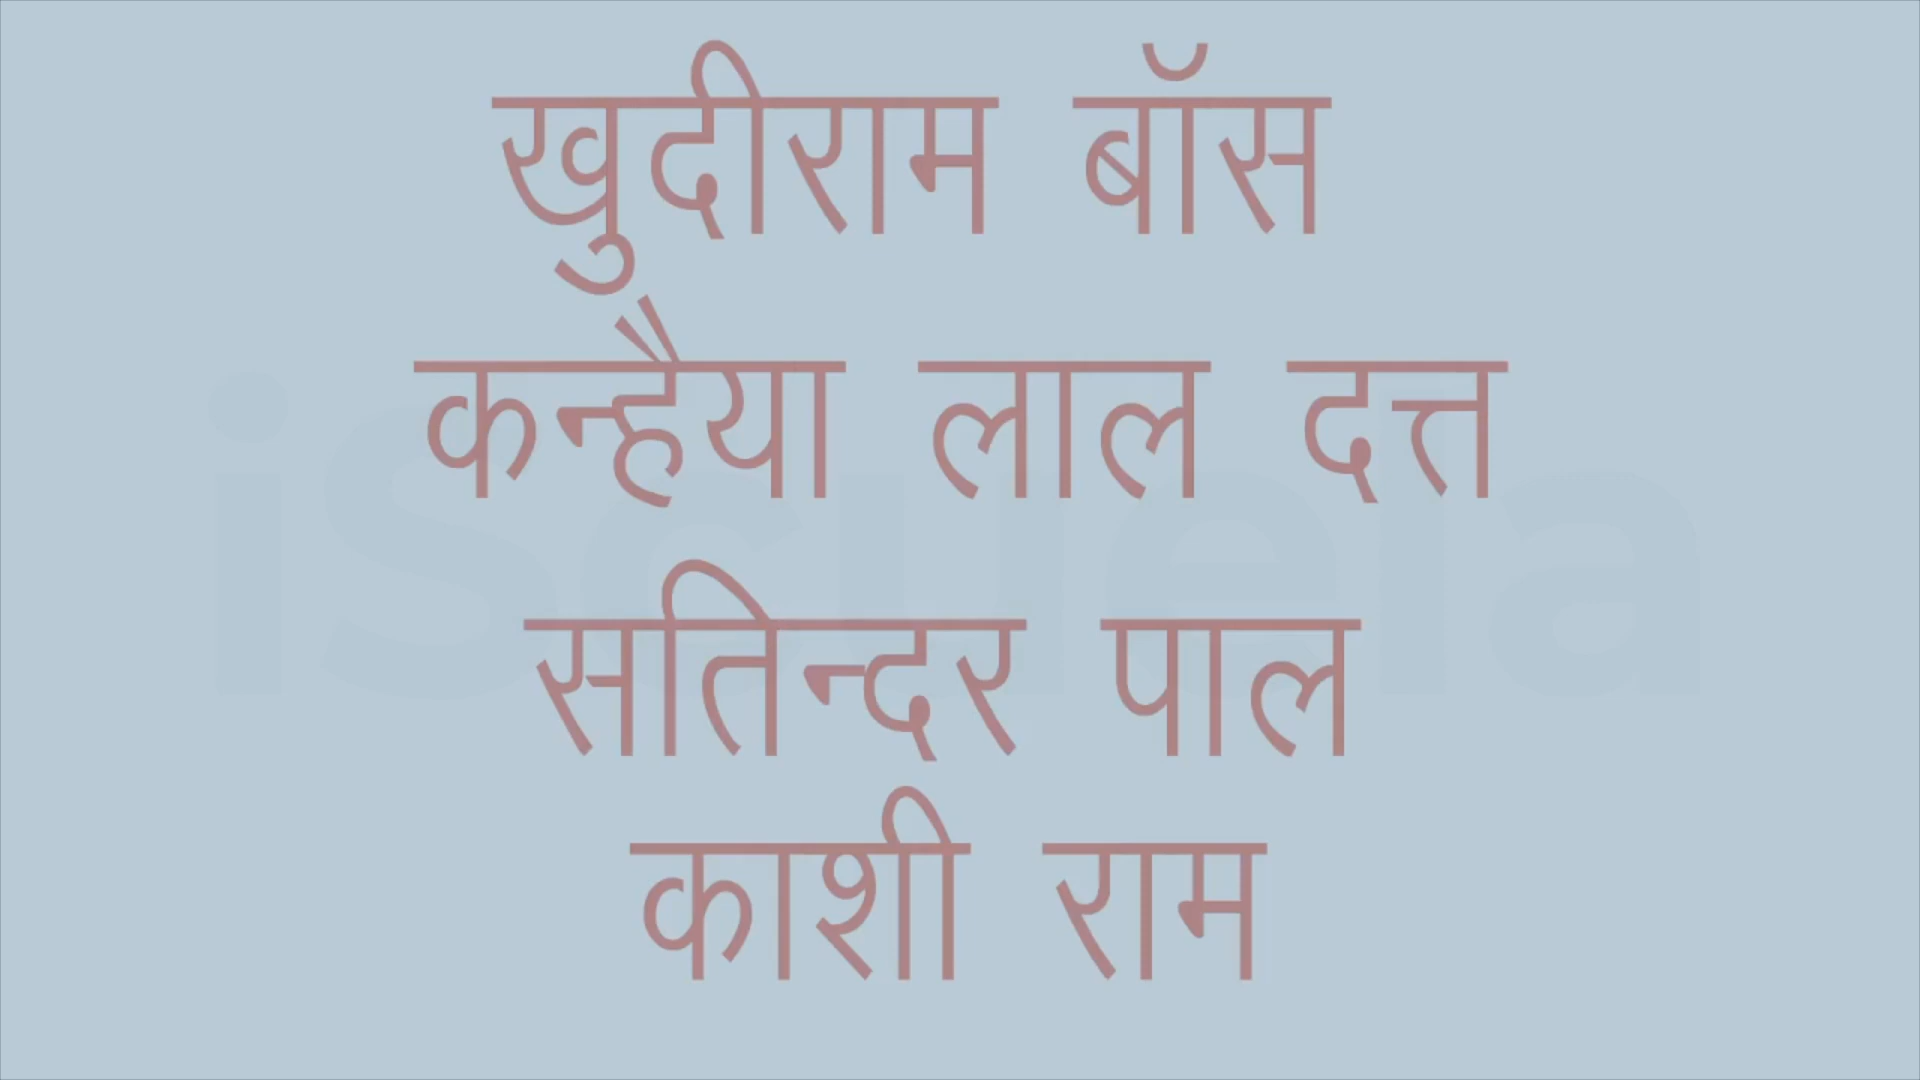 खुदीराम बॉस
कन्हैया लाल दत्त
सतिन्दर पाल
काशी राम